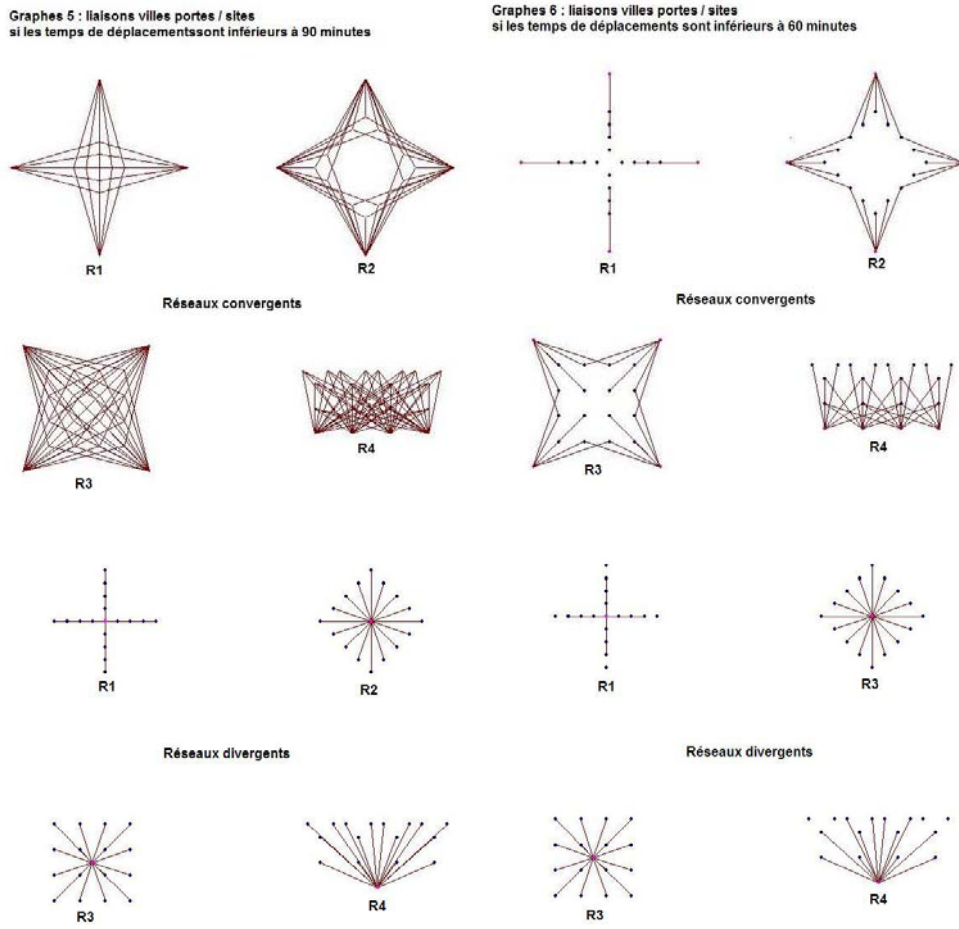 Graphes 5 : liaisons villes portes / sites
si les temps de déplacementssont inférieurs à 90 minutes
Graphes 6 : liaisons villes portes / sites
si les temps de déplacements sont inférieurs à 60 minutes
R1
R2
R1
R2
Réseaux convergents
Réseaux convergents
R3
R4
R3
R4
R1
R2
R1
R3
Réseaux divergents
Réseaux divergents
R3
R4
R3
R4